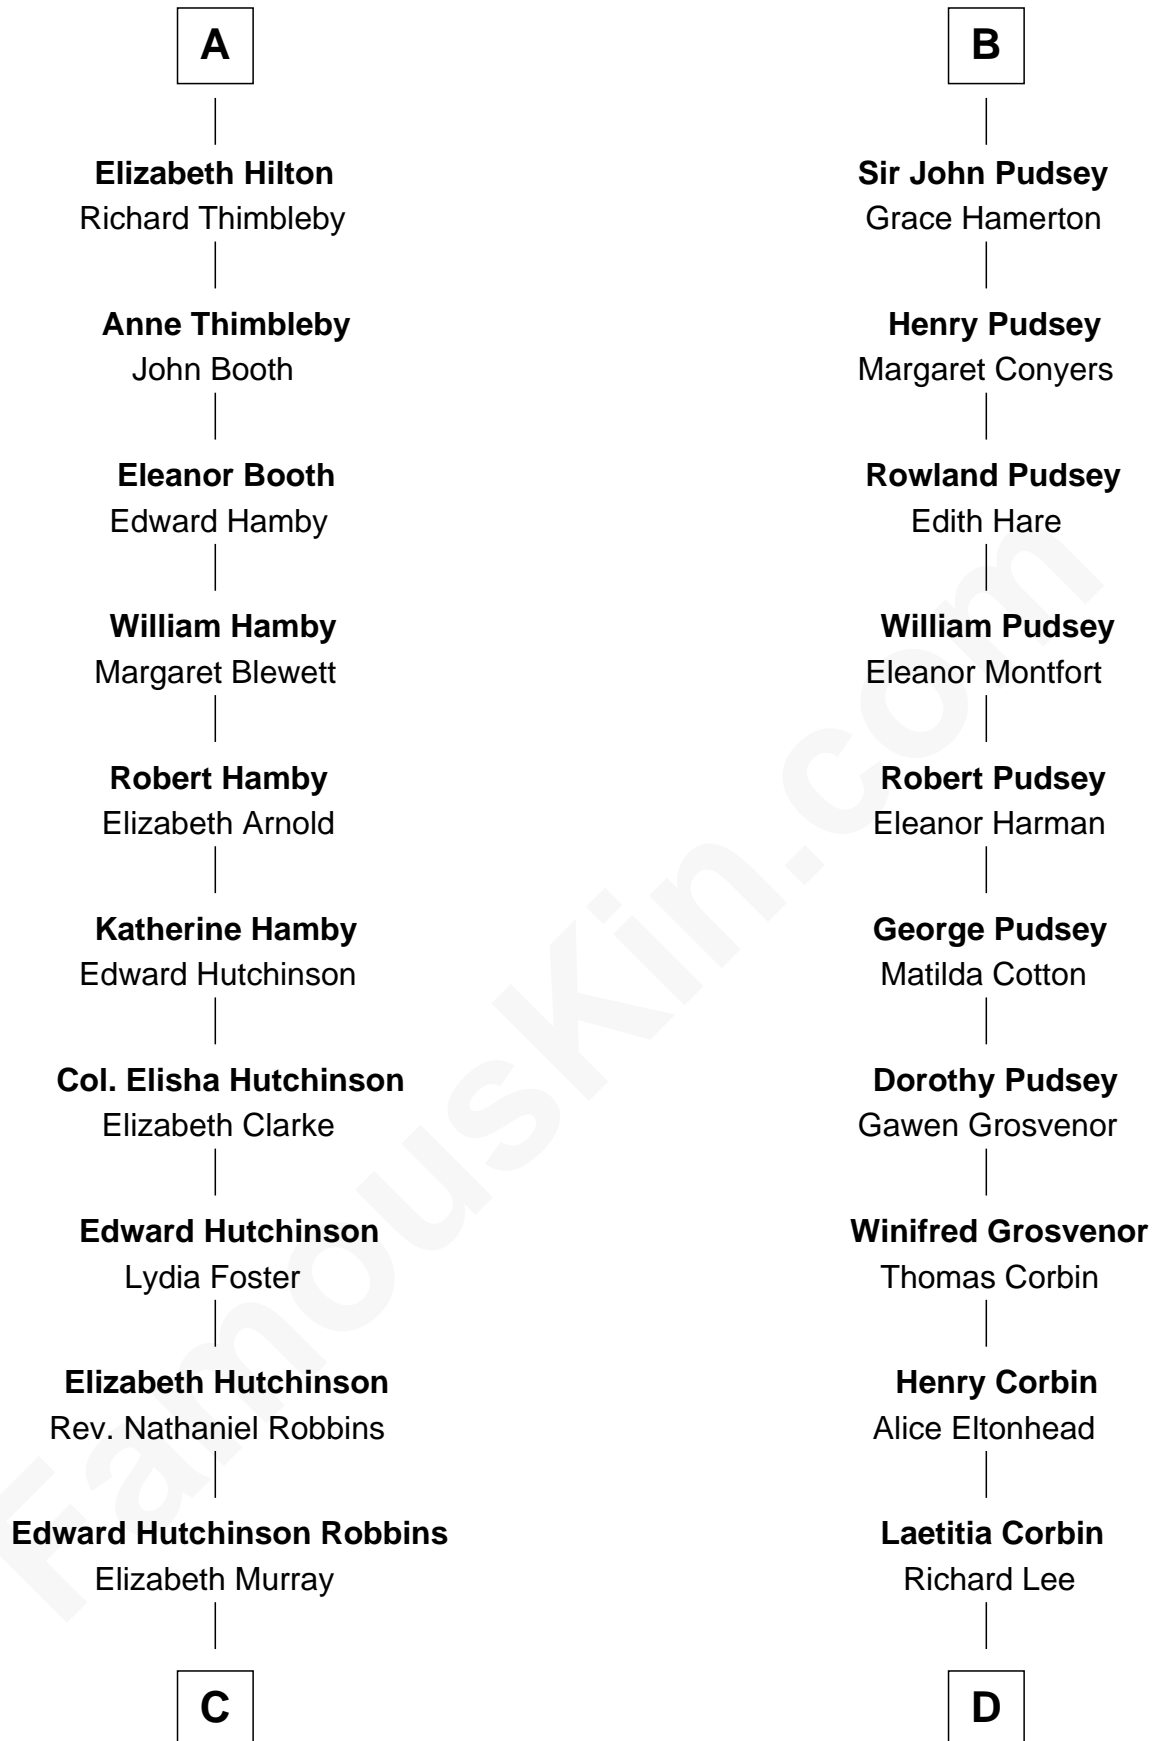 A
Elizabeth Hilton
Richard Thimbleby
Anne Thimbleby
John Booth
Eleanor Booth
Edward Hamby
William Hamby
Margaret Blewett
Robert Hamby
Elizabeth Arnold
Katherine Hamby
Edward Hutchinson
Col. Elisha Hutchinson
Elizabeth Clarke
Edward Hutchinson
Lydia Foster
Elizabeth Hutchinson
Rev. Nathaniel Robbins
Edward Hutchinson Robbins
Elizabeth Murray
C
B
Sir John Pudsey
Grace Hamerton
Henry Pudsey
Margaret Conyers
Rowland Pudsey
Edith Hare
William Pudsey
Eleanor Montfort
Robert Pudsey
Eleanor Harman
George Pudsey
Matilda Cotton
Dorothy Pudsey
Gawen Grosvenor
Winifred Grosvenor
Thomas Corbin
Henry Corbin
Alice Eltonhead
Laetitia Corbin
Richard Lee
D
FamousKin.com